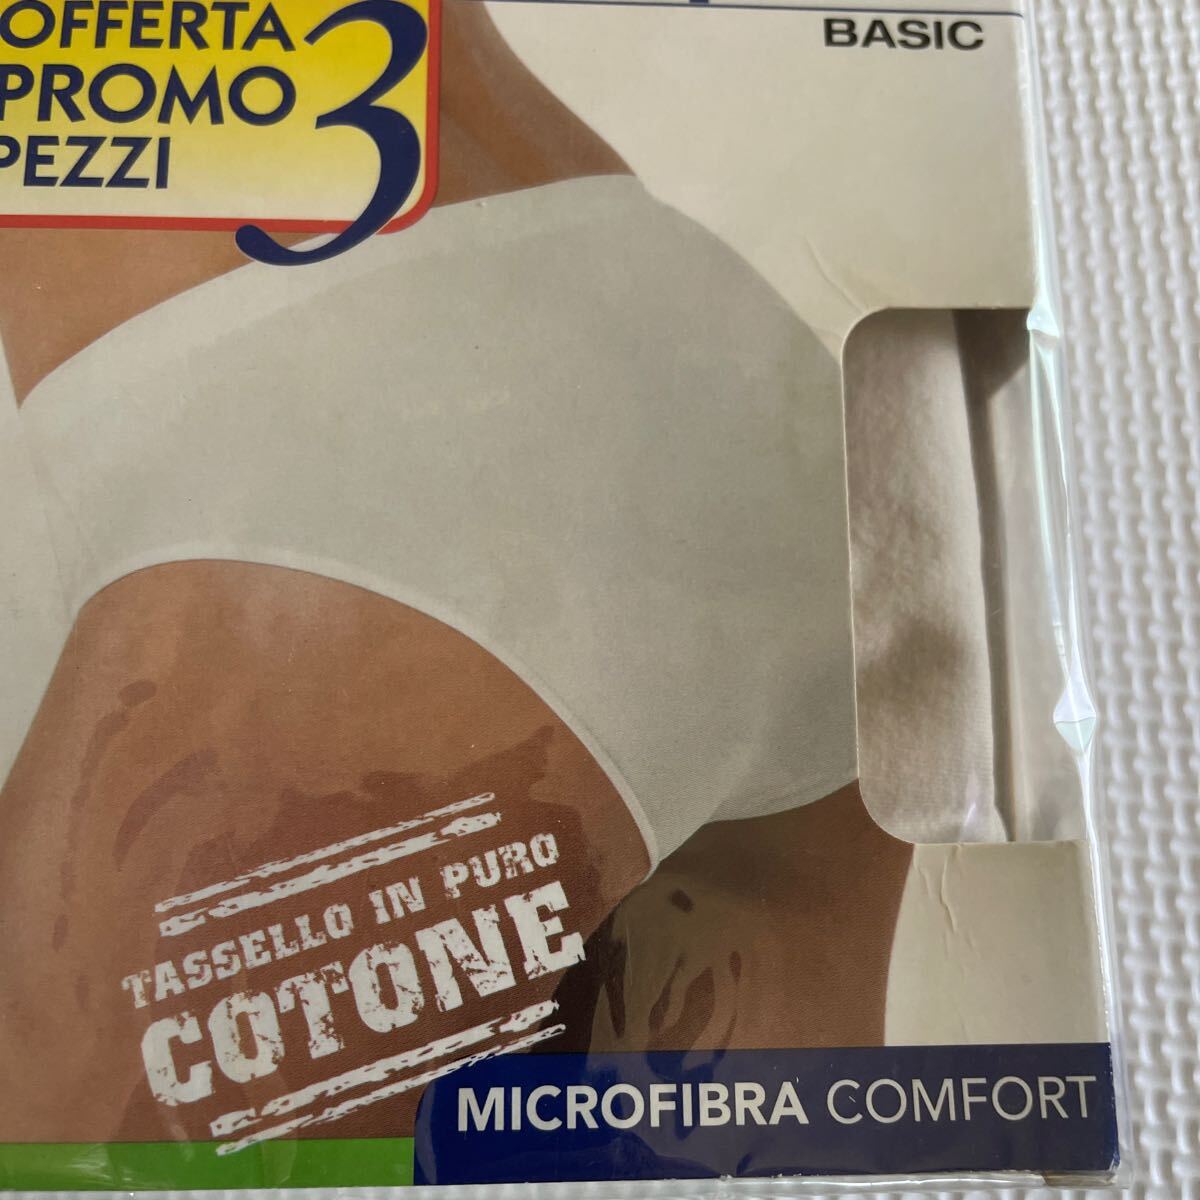 OFFERTA
PROMO 3
PEZZI
BASIC
TASSELLO IN PURO
COTONE
MICROFIBRA COMFORT